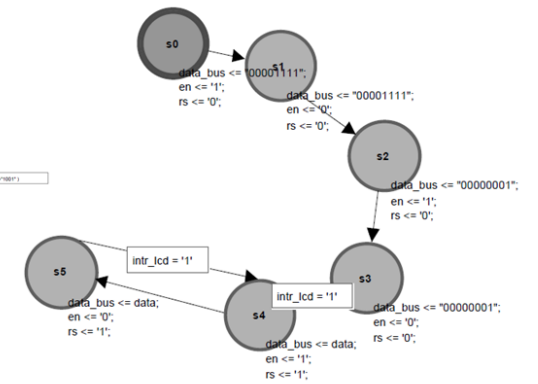 s0
data_bus <= "00001111";
en <= '1';
rs <= '0';
s1
data_bus <= "00001111";
en <= '0';
rs <= '0';
s2
data_bus <= "00000001";
en <= '1';
rs <= '0';
s3
data_bus <= "00000001";
en <= '0';
rs <= '0';
intr_lcd = '1'
s4
data_bus <= data;
en <= '1';
rs <= '1';
intr_lcd = '1'
s5
data_bus <= data;
en <= '0';
rs <= '1';